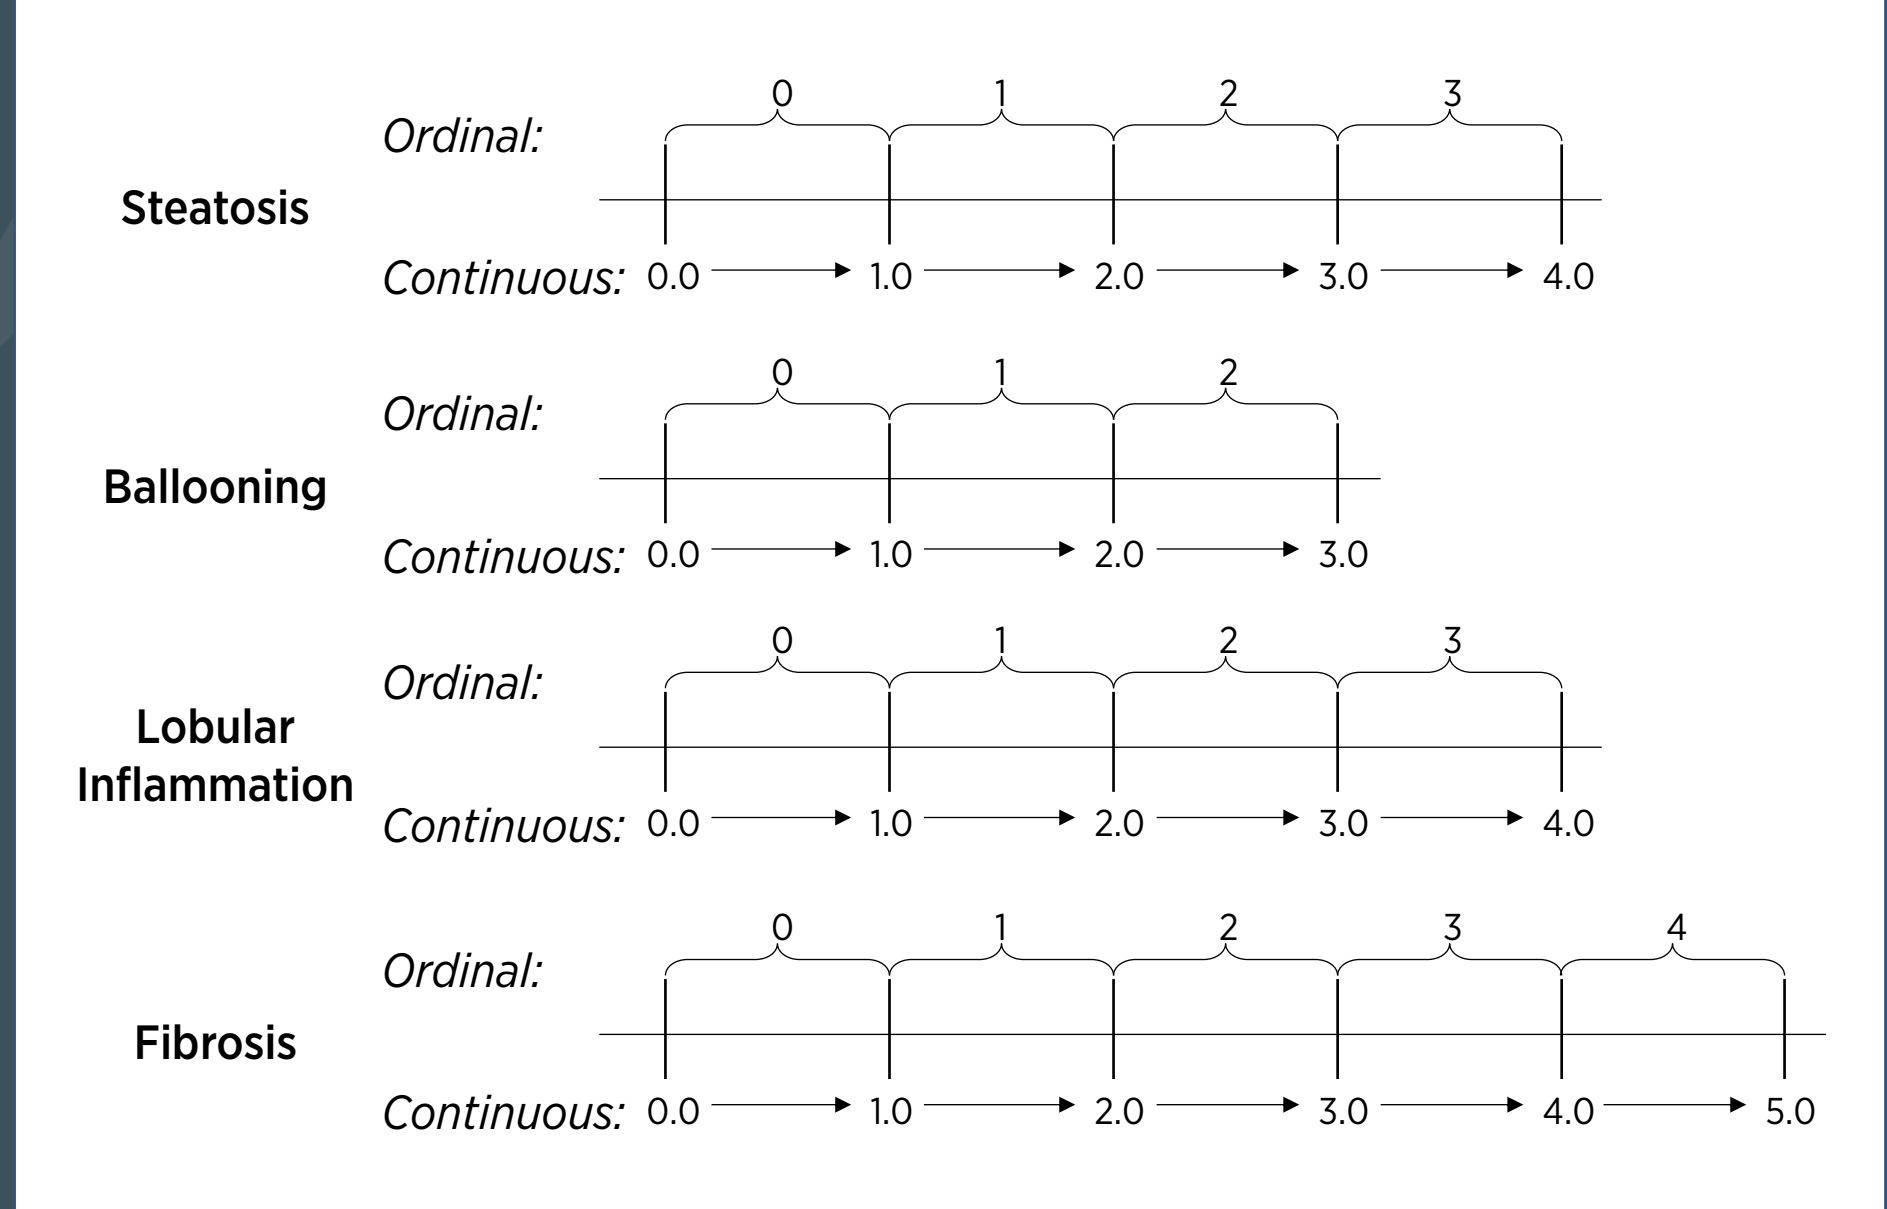 0 1 2 3
Ordinal:
Steatosis
Continuous: 0.0 1.0 2.0 3.0 4.0
0 1 2
Ordinal:
Ballooning
Continuous: 0.0 1.0 2.0 3.0
0 1 2 3
Ordinal:
Lobular
Inflammation
Continuous: 0.0 1.0 2.0 3.0 4.0
0 1 2 3 4
Ordinal:
Fibrosis
Continuous: 0.0 1.0 2.0 3.0 4.0 5.0